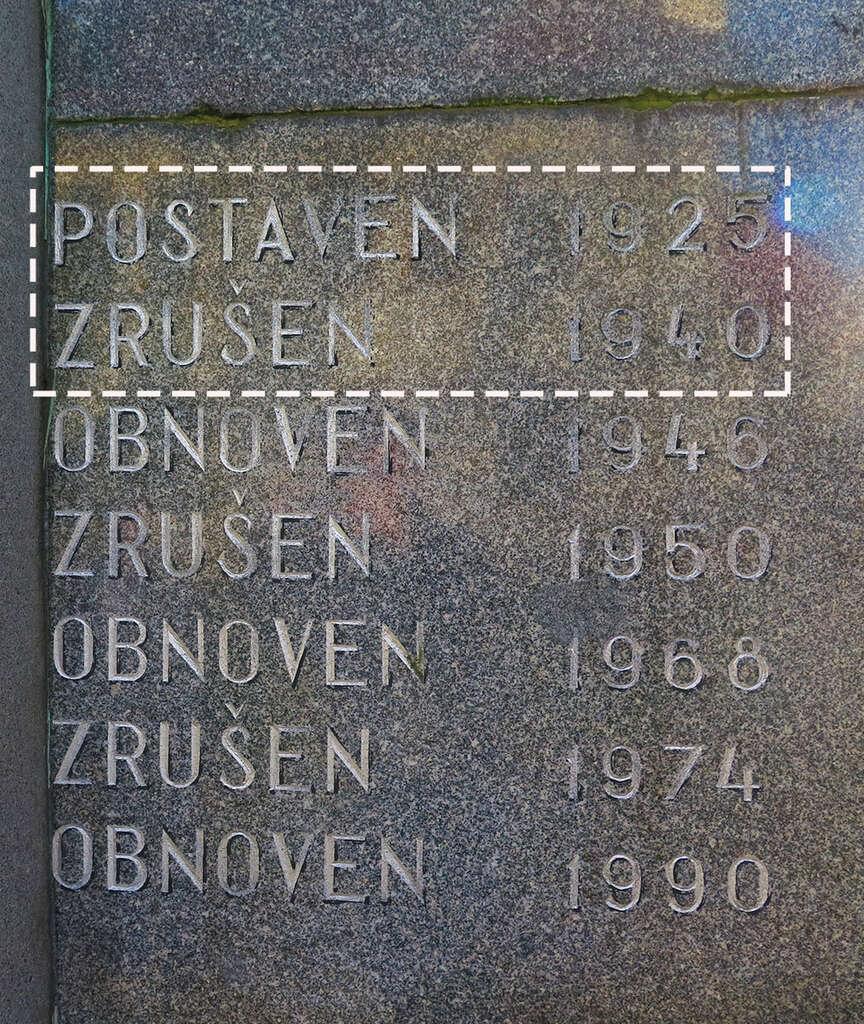 POSTAVEN 1925
ZRUŠEN 1940
OBNOVEN 1946
ZRUŠEN 1950
OBNOVEN 1968
ZRUŠEN 1974
OBNOVEN 1990